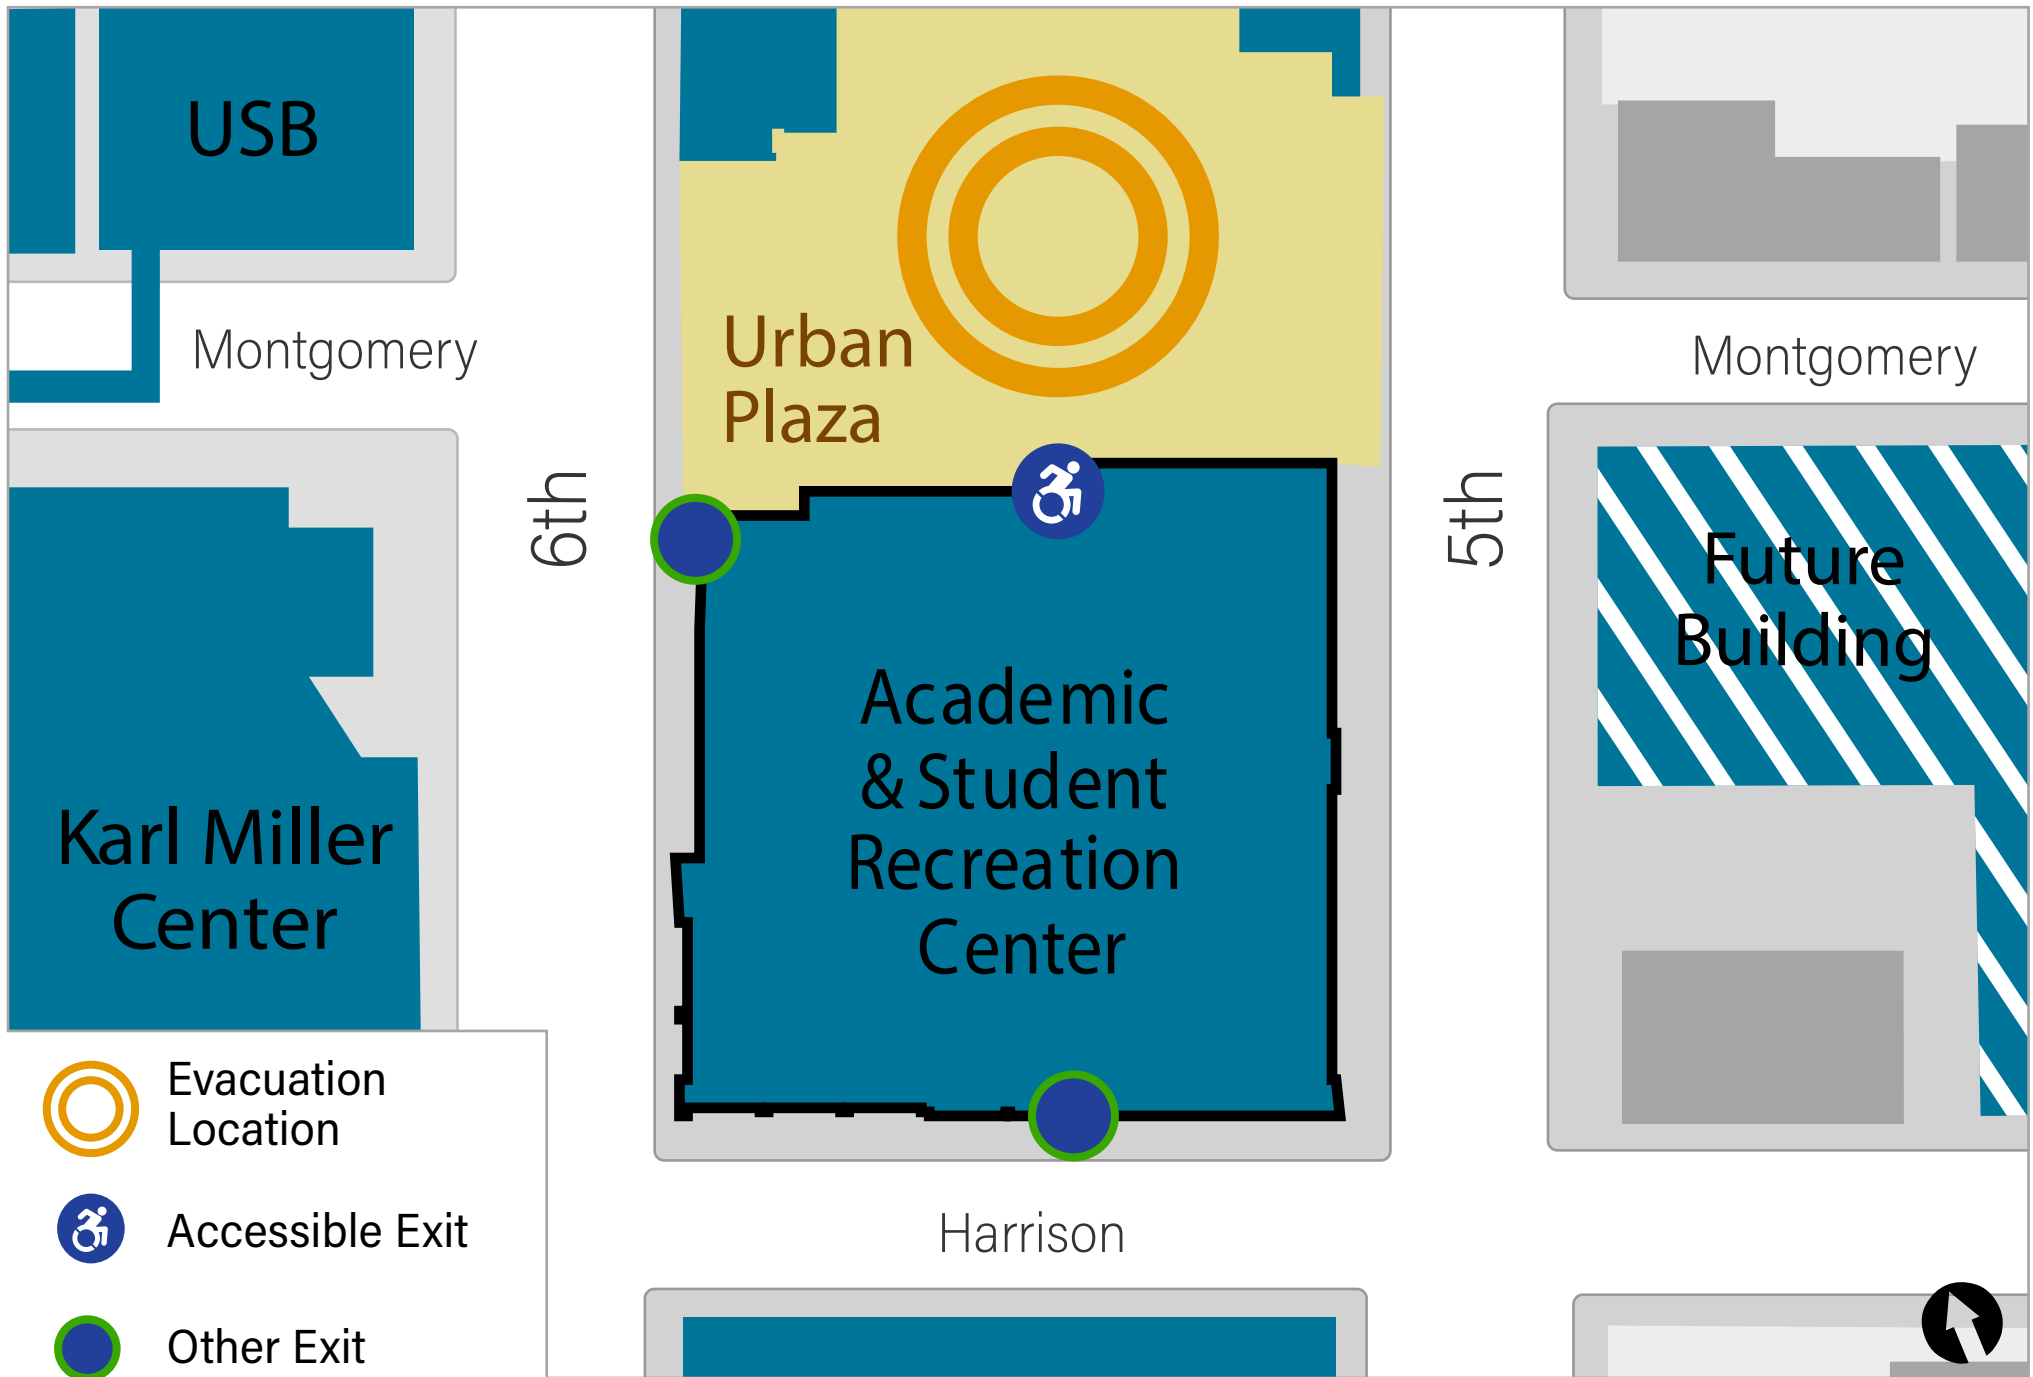 USB
Montgomery
Urban
Plaza
Montgomery
6th
5th
Future
Building
Academic
& Student
Recreation
Center
Karl Miller
Center
Evacuation
Location
Accessible Exit
Other Exit
Harrison